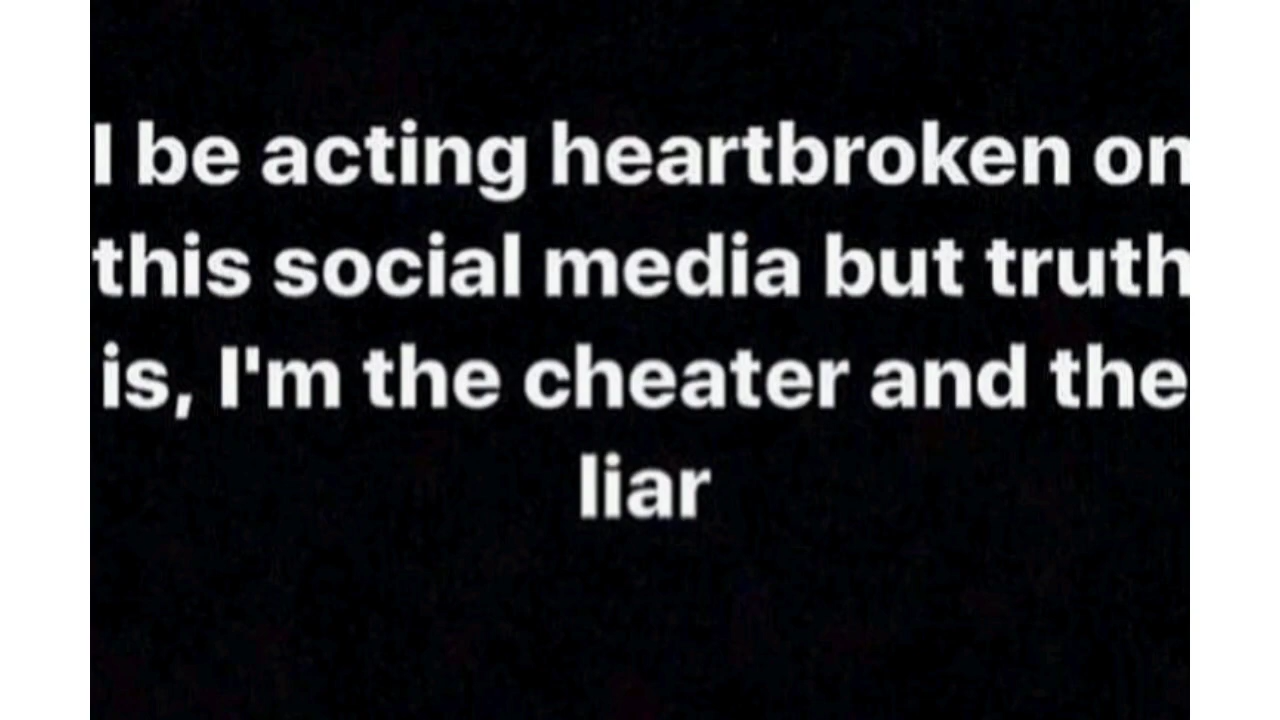 I be acting heartbroken on
this social media but truth
is, I'm the cheater and the
liar